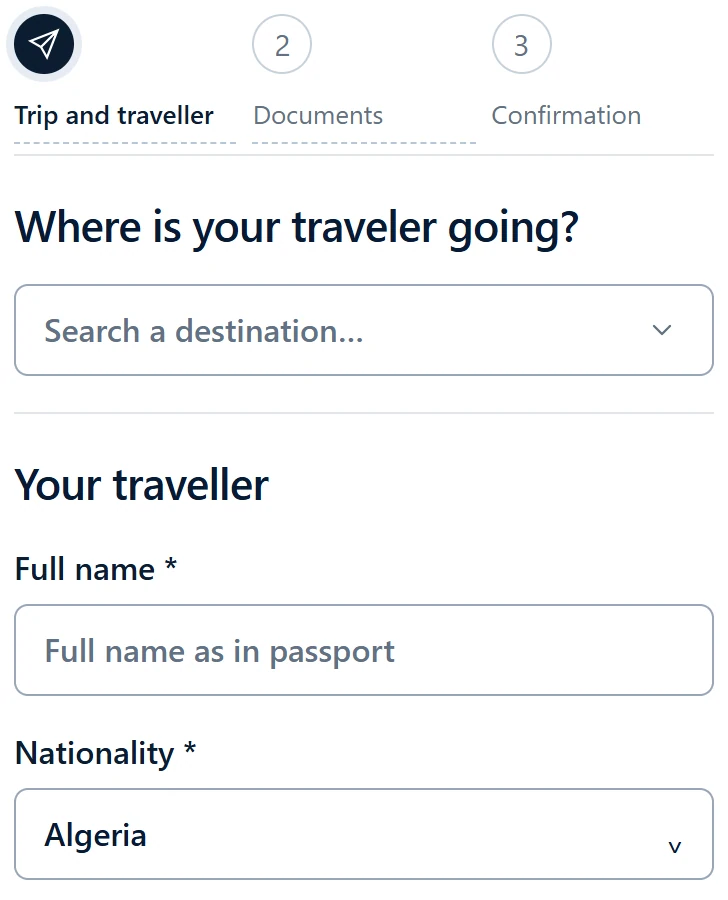 2
3
Trip and traveller
Documents
Confirmation
Where is your traveler going?
Search a destination...
Your traveller
Full name *
Full name as in passport
Nationality *
Algeria